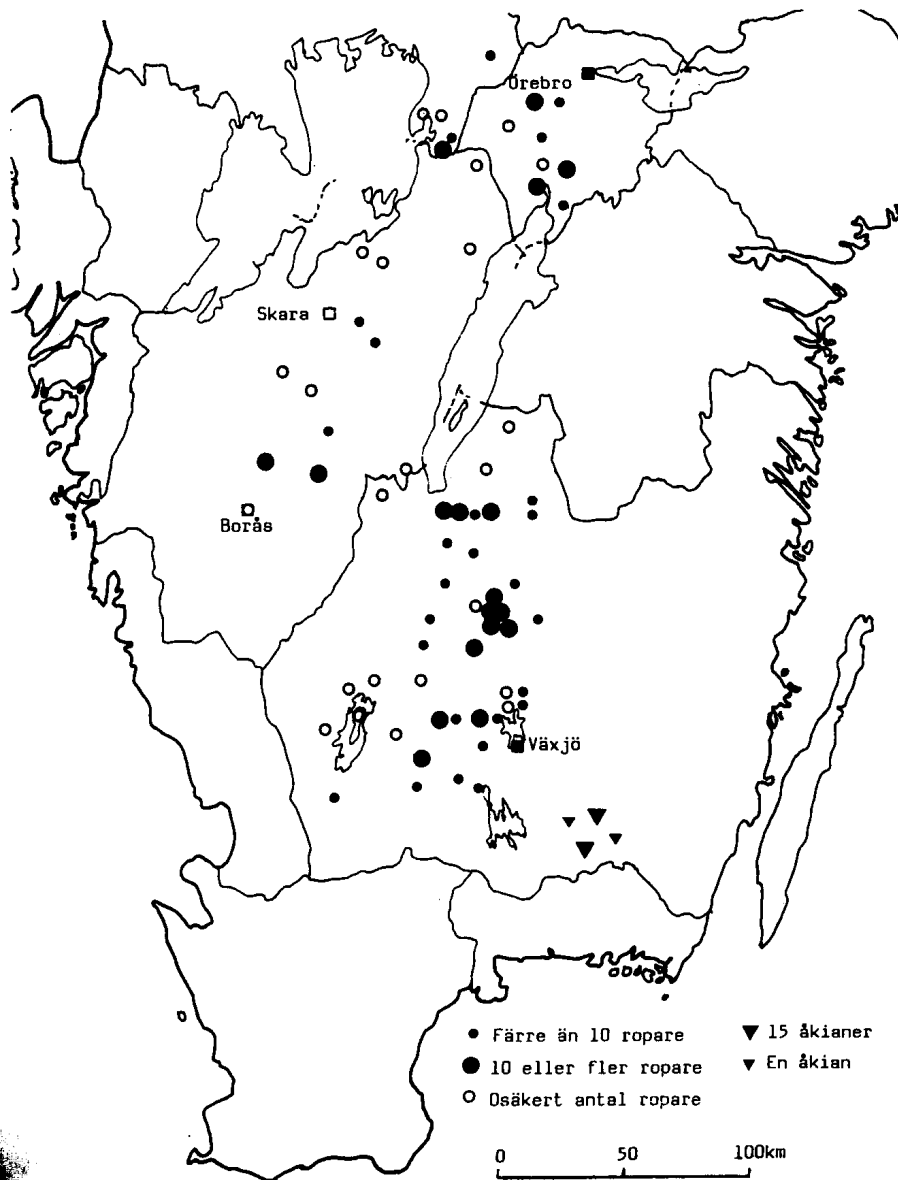 Örebro
Skara
Borås
Växjö
Färre än 10 ropare
10 eller fler ropare
Osäkert antal ropare
15 åkianer
En åkian
0 50 100km